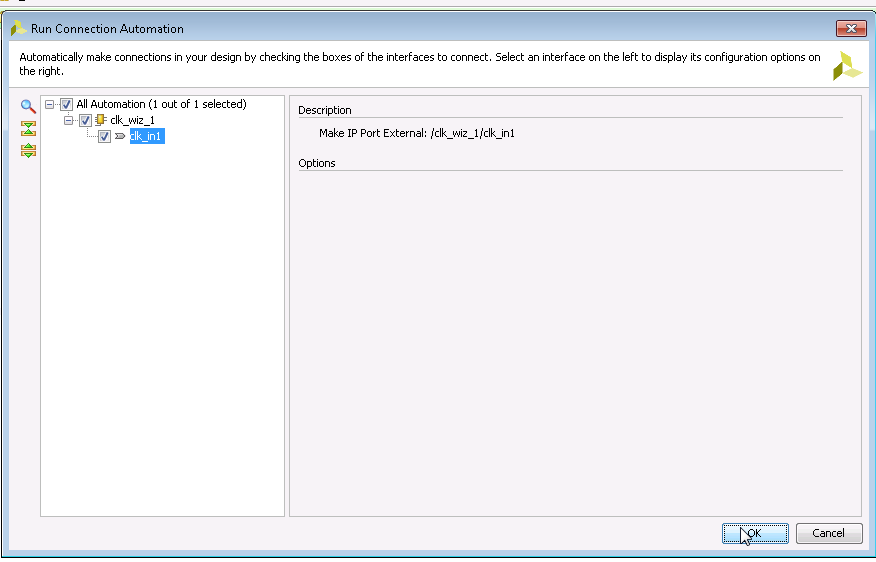 Run Connection Automation
Automatically make connections in your design by checking the boxes of the interfaces to connect. Select an interface on the left to display its configuration options on
the right.
All Automation (1 out of 1 selected)
clk_wiz_1
clk_in1
Description
Make IP Port External: /clk_wiz_1/clk_in1
Options
OK
Cancel